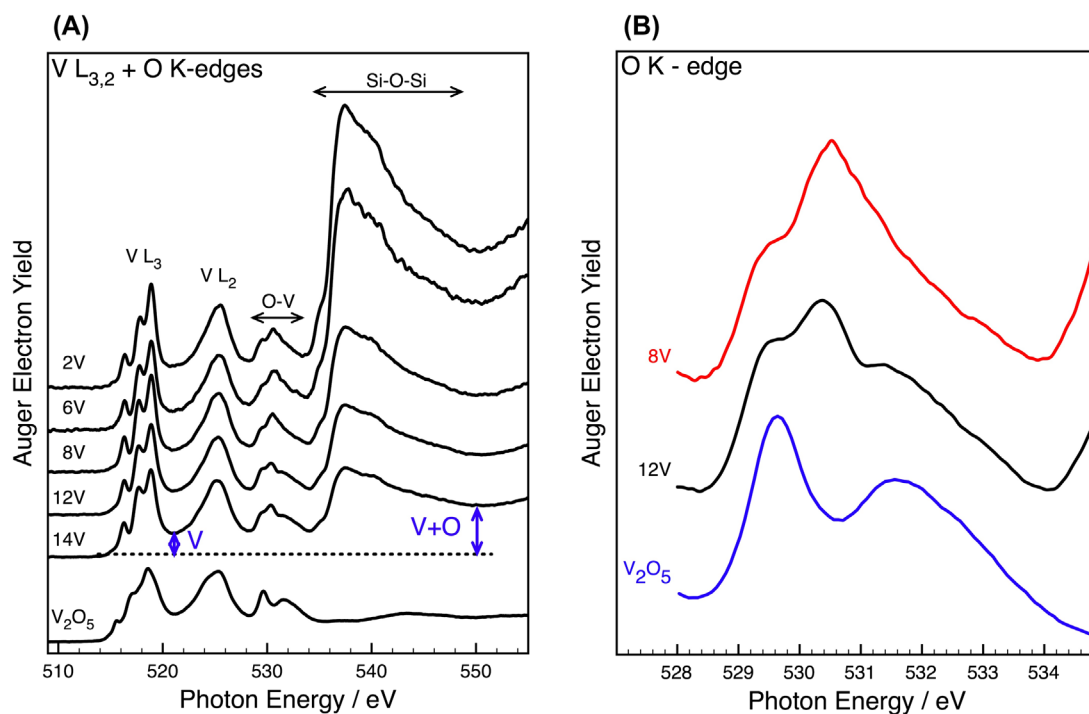 (A)
V L3,2 + O K-edges
Si-O-Si
V L3
V L2
O-V
2V
6V
8V
12V
14V
V
V+O
V2O5
510 520 530 540 550
Photon Energy / eV
Auger Electron Yield
(B)
O K - edge
8V
12V
V2O5
528 529 530 531 532 533 534
Photon Energy / eV
Auger Electron Yield